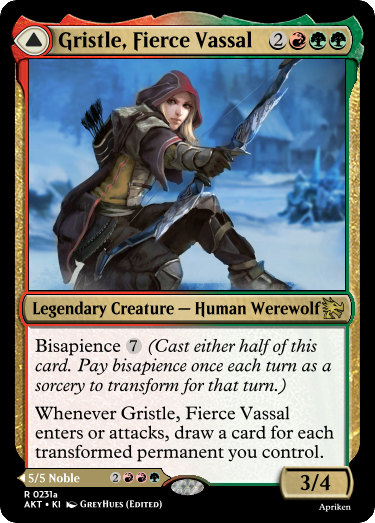 Gristle, Fierce Vassal 2
Legendary Creature — Human Werewolf
Bisapience 7 (Cast either half of this
card. Pay bisapience once each turn as a
sorcery to transform for that turn.)
Whenever Gristle, Fierce Vassal
enters or attacks, draw a card for each
transformed permanent you control.
5/5 Noble 2
3/4
R 0231a
AKT • KI GreyHues (Edited)
Apriken